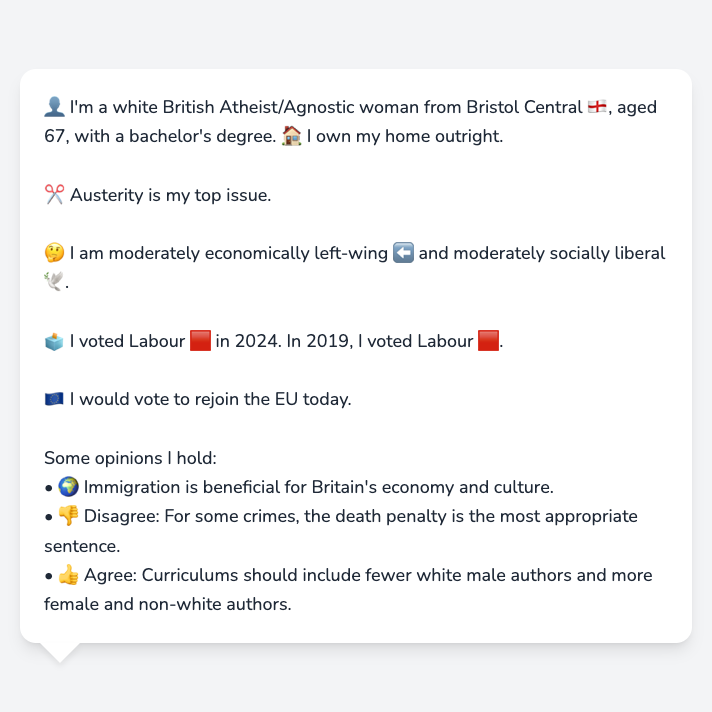 👤 I'm a white British Atheist/Agnostic woman from Bristol Central 🏴󠁧󠁢󠁥󠁮󠁧󠁿, aged
67, with a bachelor's degree. 🏠 I own my home outright.
✂️ Austerity is my top issue.
🤔 I am moderately economically left-wing ⬅️ and moderately socially liberal
🕊️.
🗳️ I voted Labour 🟥 in 2024. In 2019, I voted Labour 🟥.
🇪🇺 I would vote to rejoin the EU today.
Some opinions I hold:
• 🌍 Immigration is beneficial for Britain's economy and culture.
• 👎 Disagree: For some crimes, the death penalty is the most appropriate
sentence.
• 👍 Agree: Curriculums should include fewer white male authors and more
female and non-white authors.